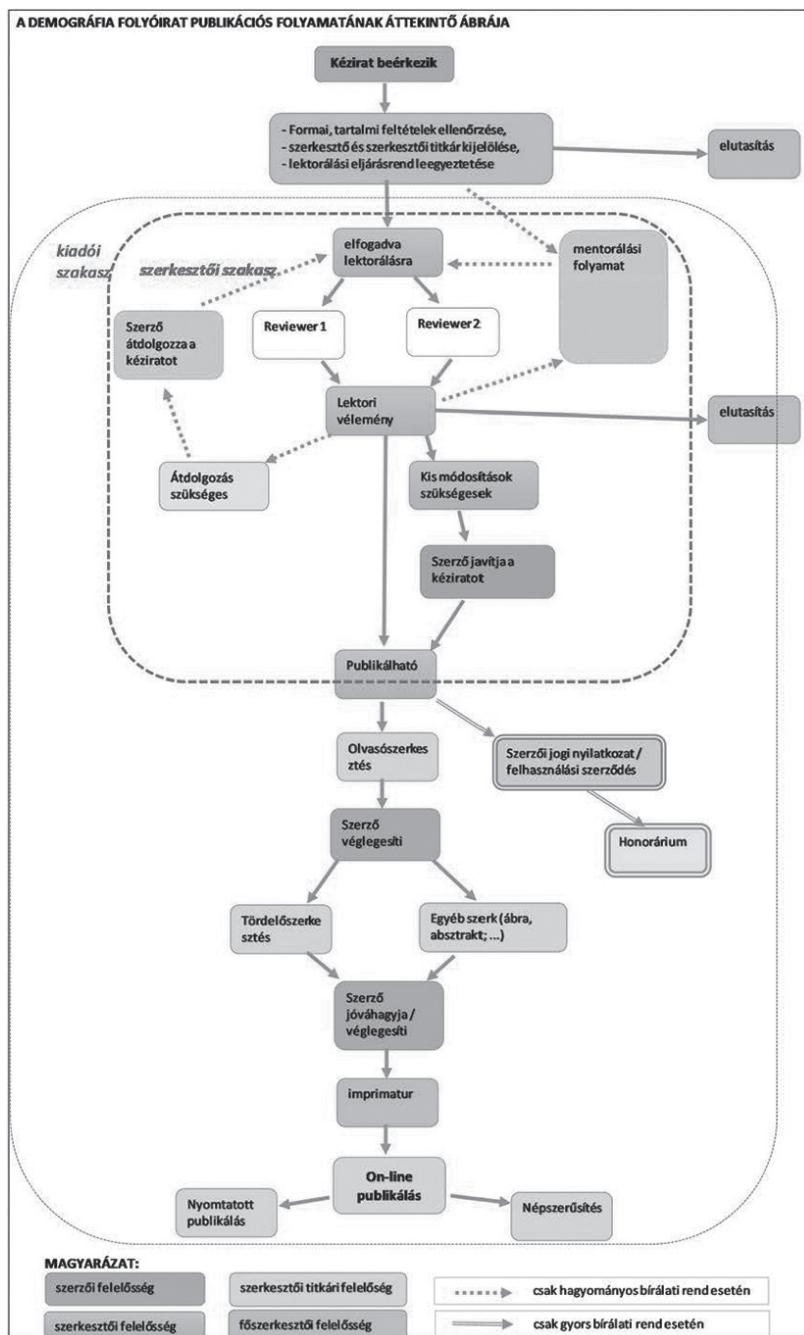 A DEMOGRÁFIA FOLYÓIRAT PUBLIKÁCIÓS FOLYAMATÁNAK ÁTTEKINTŐ ÁBRÁJA
Kézirat beérkezik
- Formai, tartalmi feltételek ellenőrzése,
- szerkesztő és szerkesztői titkár kijelölése,
- lektorálási eljárásrend leegyeztetése
elutasítás
kiadói
szakasz
szerkesztői szakasz
elfogadva
lektorálásra
mentorálási
folyamat
Szerző
átdolgozza a
kéziratot
Reviewer 1
Reviewer 2
Lektori
vélemény
elutasítás
Átdolgozás
szükséges
Kis módosítások
szükségesek
Szerző javítja a
kéziratot
Publikálható
Olvasószerkes
ztés
Szerzői jogi nyilatkozat /
felhasználási szerződés
Szerző
véglegesíti
Honorárium
Tördelőszerke
sztés
Egyéb szerk (ábra,
absztrakt; ...)
Szerző
jóváhagyja /
véglegesíti
imprimatur
On-line
publikálás
Nyomtatott
publikálás
Népszerűsítés
MAGYARÁZAT:
szerzői felelősség
szerkesztői titkári felelőség
csak hagyományos bírálati rend esetén
szerkesztői felelősség
főszerkesztői felelősség
csak gyors bírálati rend esetén